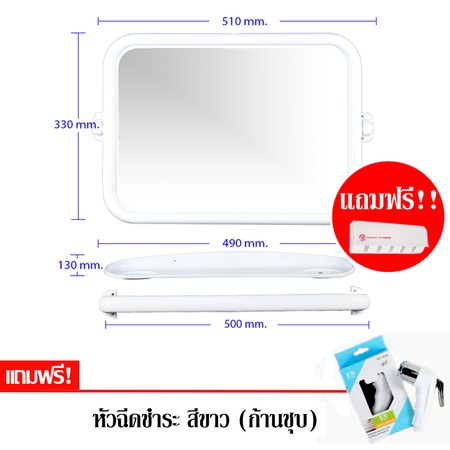 510 mm.
330 mm.
แถมฟรี!!
490 mm.
130 mm.
500 mm.
แถมฟรี!
หัวฉีดชำระ สีขาว (ก้านชุบ)